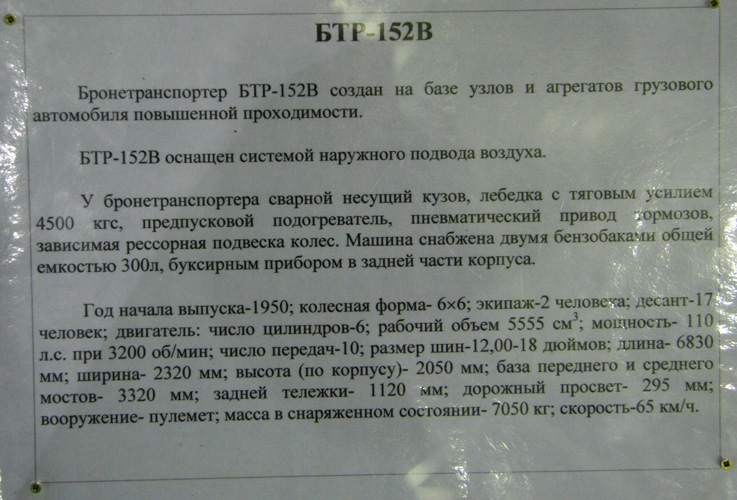 БТР-152В
Бронетранспортер БТР-152В создан на базе узлов и агрегатов грузового
автомобиля повышенной проходимости.
БТР-152В оснащен системой наружного подвода воздуха.
У бронетранспортера сварной несущий кузов, лебедка с тяговым усилием
4500 кгс, предпусковой подогреватель, пневматический привод тормозов,
зависимая рессорная подвеска колес. Машина снабжена двумя бензобаками общей
емкостью 300л, буксирным прибором в задней части корпуса.
Год начала выпуска-1950; колесная форма- 6×6; экипаж-2 человека; десант-17
человек; двигатель: число цилиндров-6; рабочий объем 5555 см³; мощность- 110
л.с. при 3200 об/мин; число передач-10; размер шин-12,00-18 дюймов; длина- 6830
мм; ширина- 2320 мм; высота (по корпусу)- 2050 мм; база переднего и среднего
мостов- 3320 мм; задней тележки- 1120 мм; дорожный просвет- 295 мм;
вооружение- пулемет; масса в снаряженном состоянии- 7050 кг; скорость-65 км/ч.